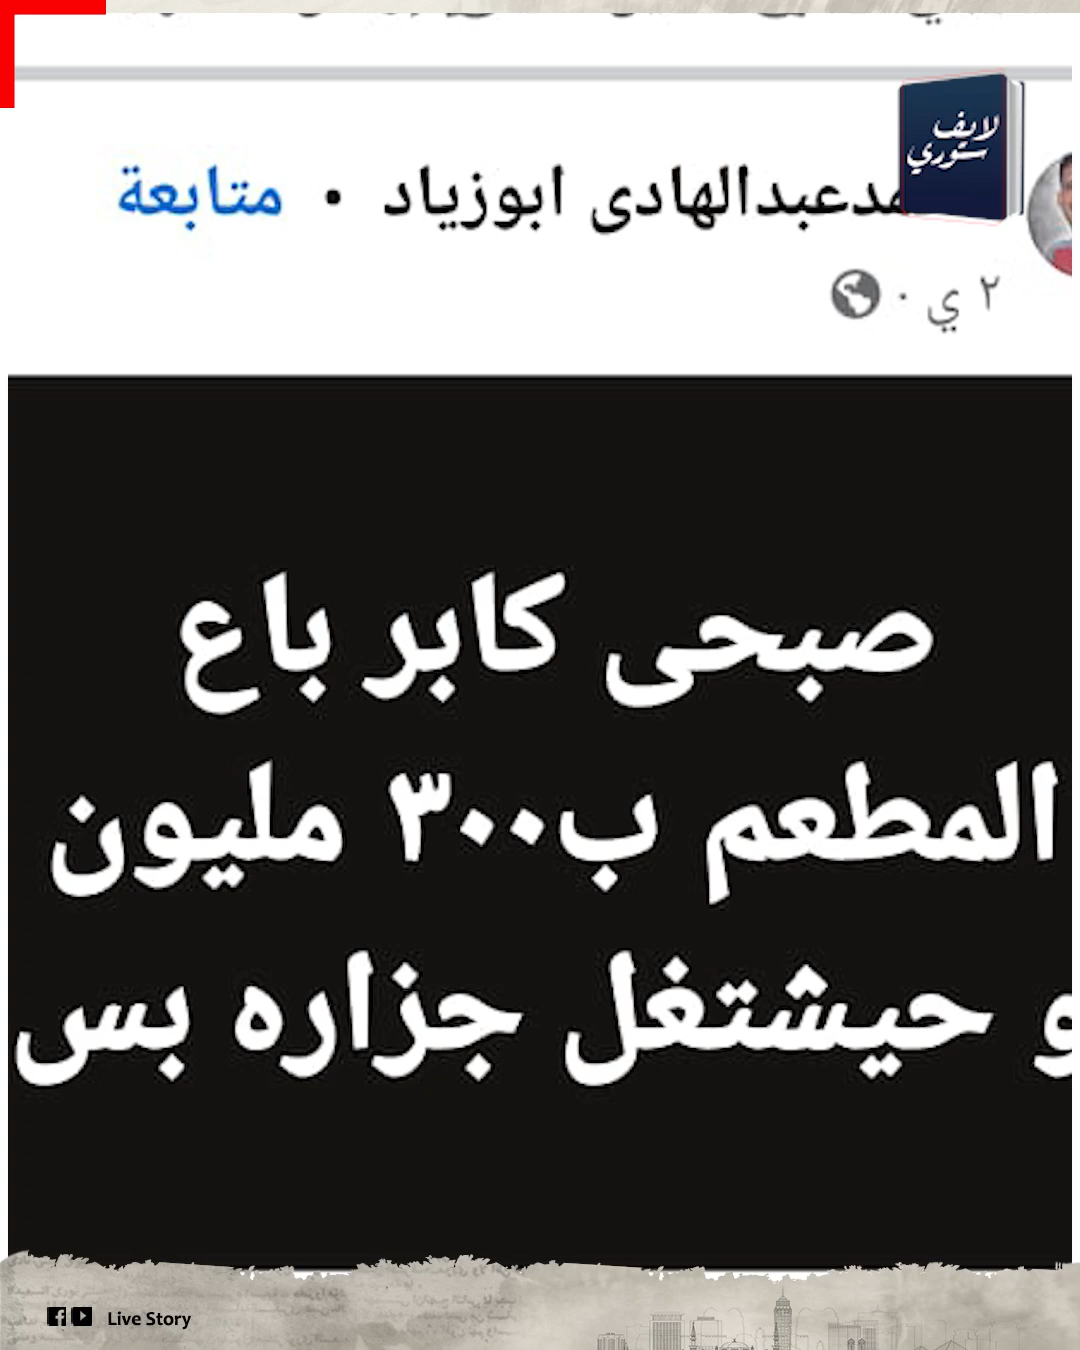 لايف
ستوري
عبدالهادى ابوزياد • متابعة
٢ ي ·
صبحى كابر باع
المطعم ب٣٠٠ مليون
و حيشتغل جزاره بس
Live Story